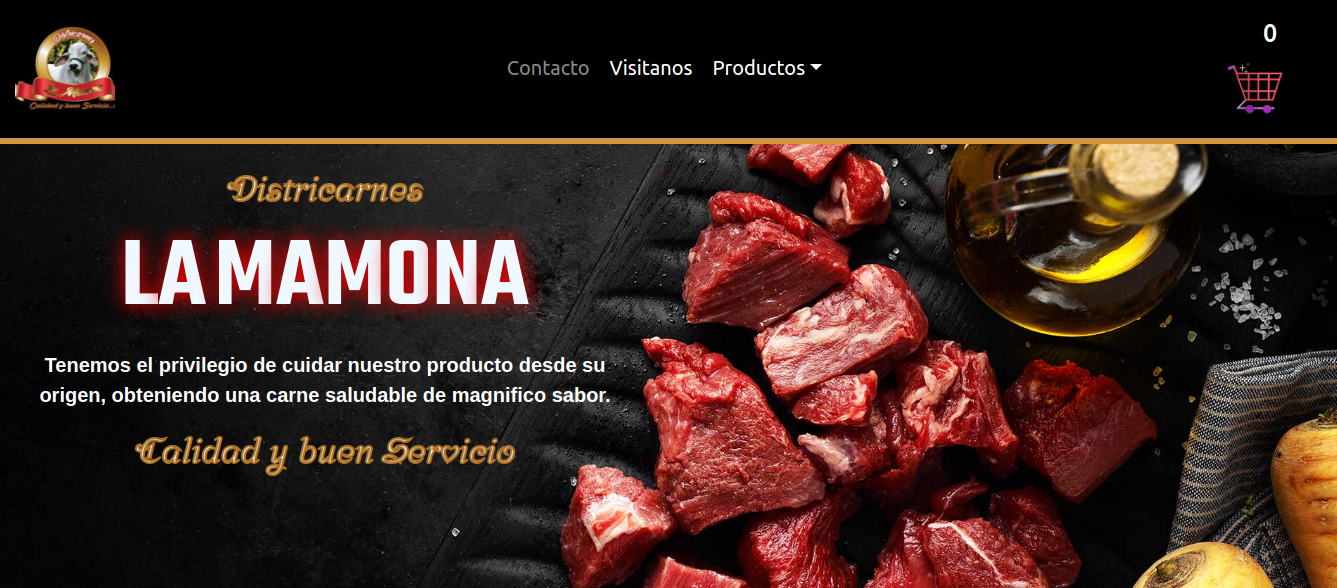 Districarnes
La Mamona
Calidad y buen Servicio...
Contacto Visitanos Productos
0
Districarnes
LA MAMONA
Tenemos el privilegio de cuidar nuestro producto desde su
origen, obteniendo una carne saludable de magnifico sabor.
Calidad y buen Servicio